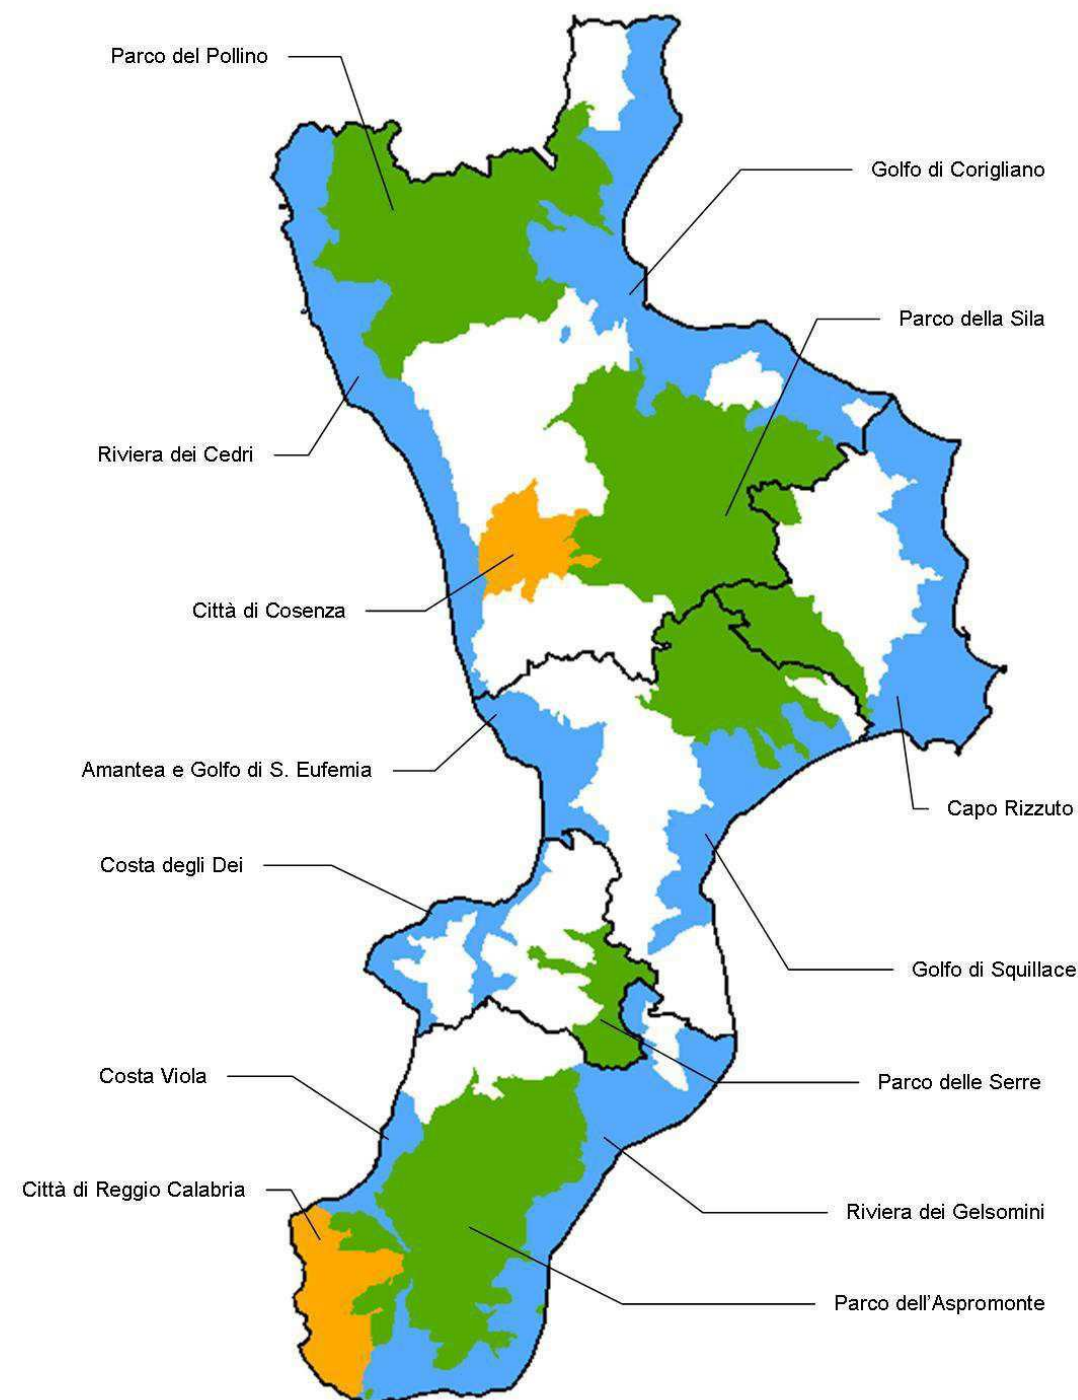 Parco del Pollino
Golfo di Corigliano
Parco della Sila
Riviera dei Cedri
Città di Cosenza
Amantea e Golfo di S. Eufemia
Capo Rizzuto
Costa degli Dei
Golfo di Squillace
Costa Viola
Parco delle Serre
Città di Reggio Calabria
Riviera dei Gelsomini
Parco dell'Aspromonte